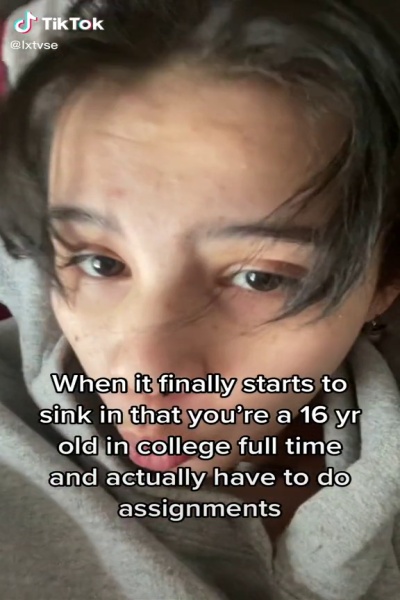 TikTok
@lxtvse
When it finally starts to
sink in that you're a 16 yr
old in college full time
and actually have to do
assignments